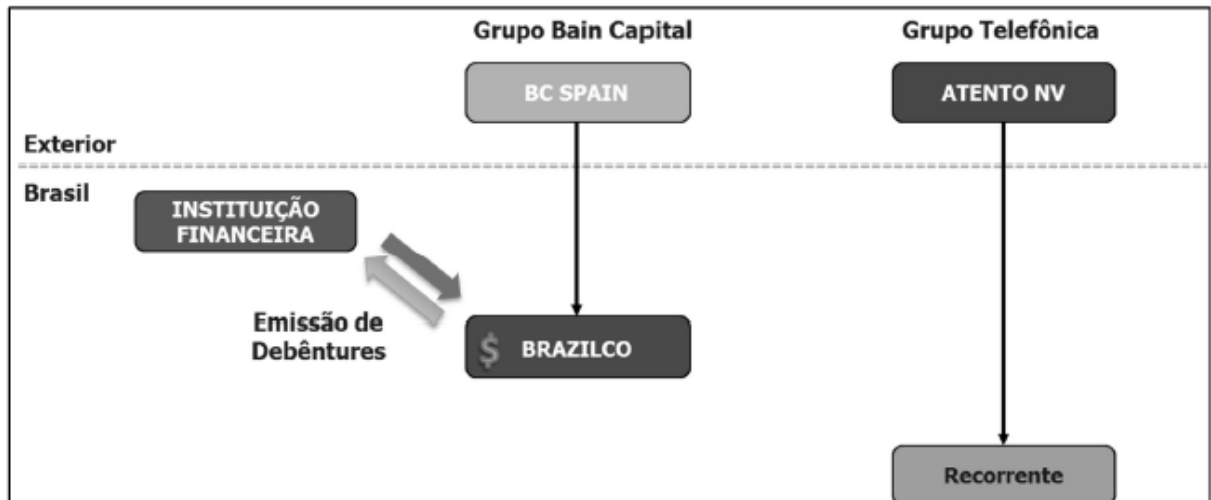 Grupo Bain Capital
Grupo Telefônica
BC SPAIN
ATENTO NV
Exterior
Brasil
INSTITUIÇÃO
FINANCEIRA
Emissão de
Debêntures
$ BRAZILCO
Recorrente